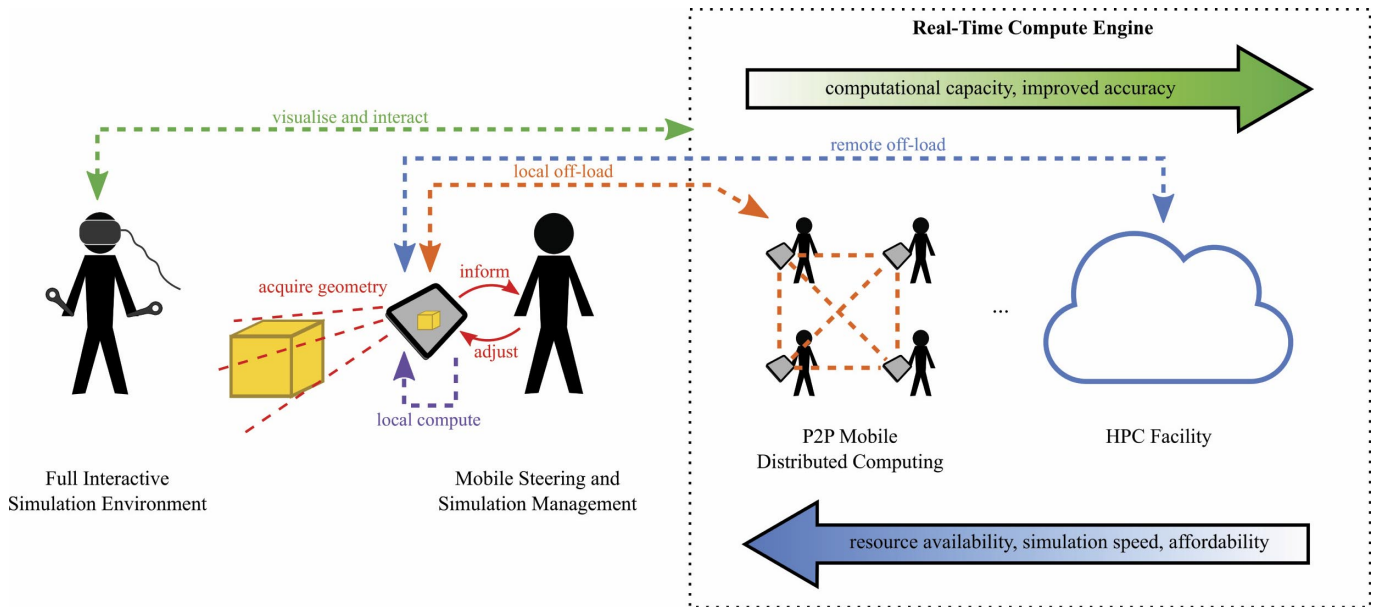 Real-Time Compute Engine
computational capacity, improved accuracy
visualise and interact
remote off-load
local off-load
acquire geometry
inform
adjust
local compute
...
P2P Mobile
Distributed Computing
HPC Facility
Full Interactive
Simulation Environment
Mobile Steering and
Simulation Management
resource availability, simulation speed, affordability